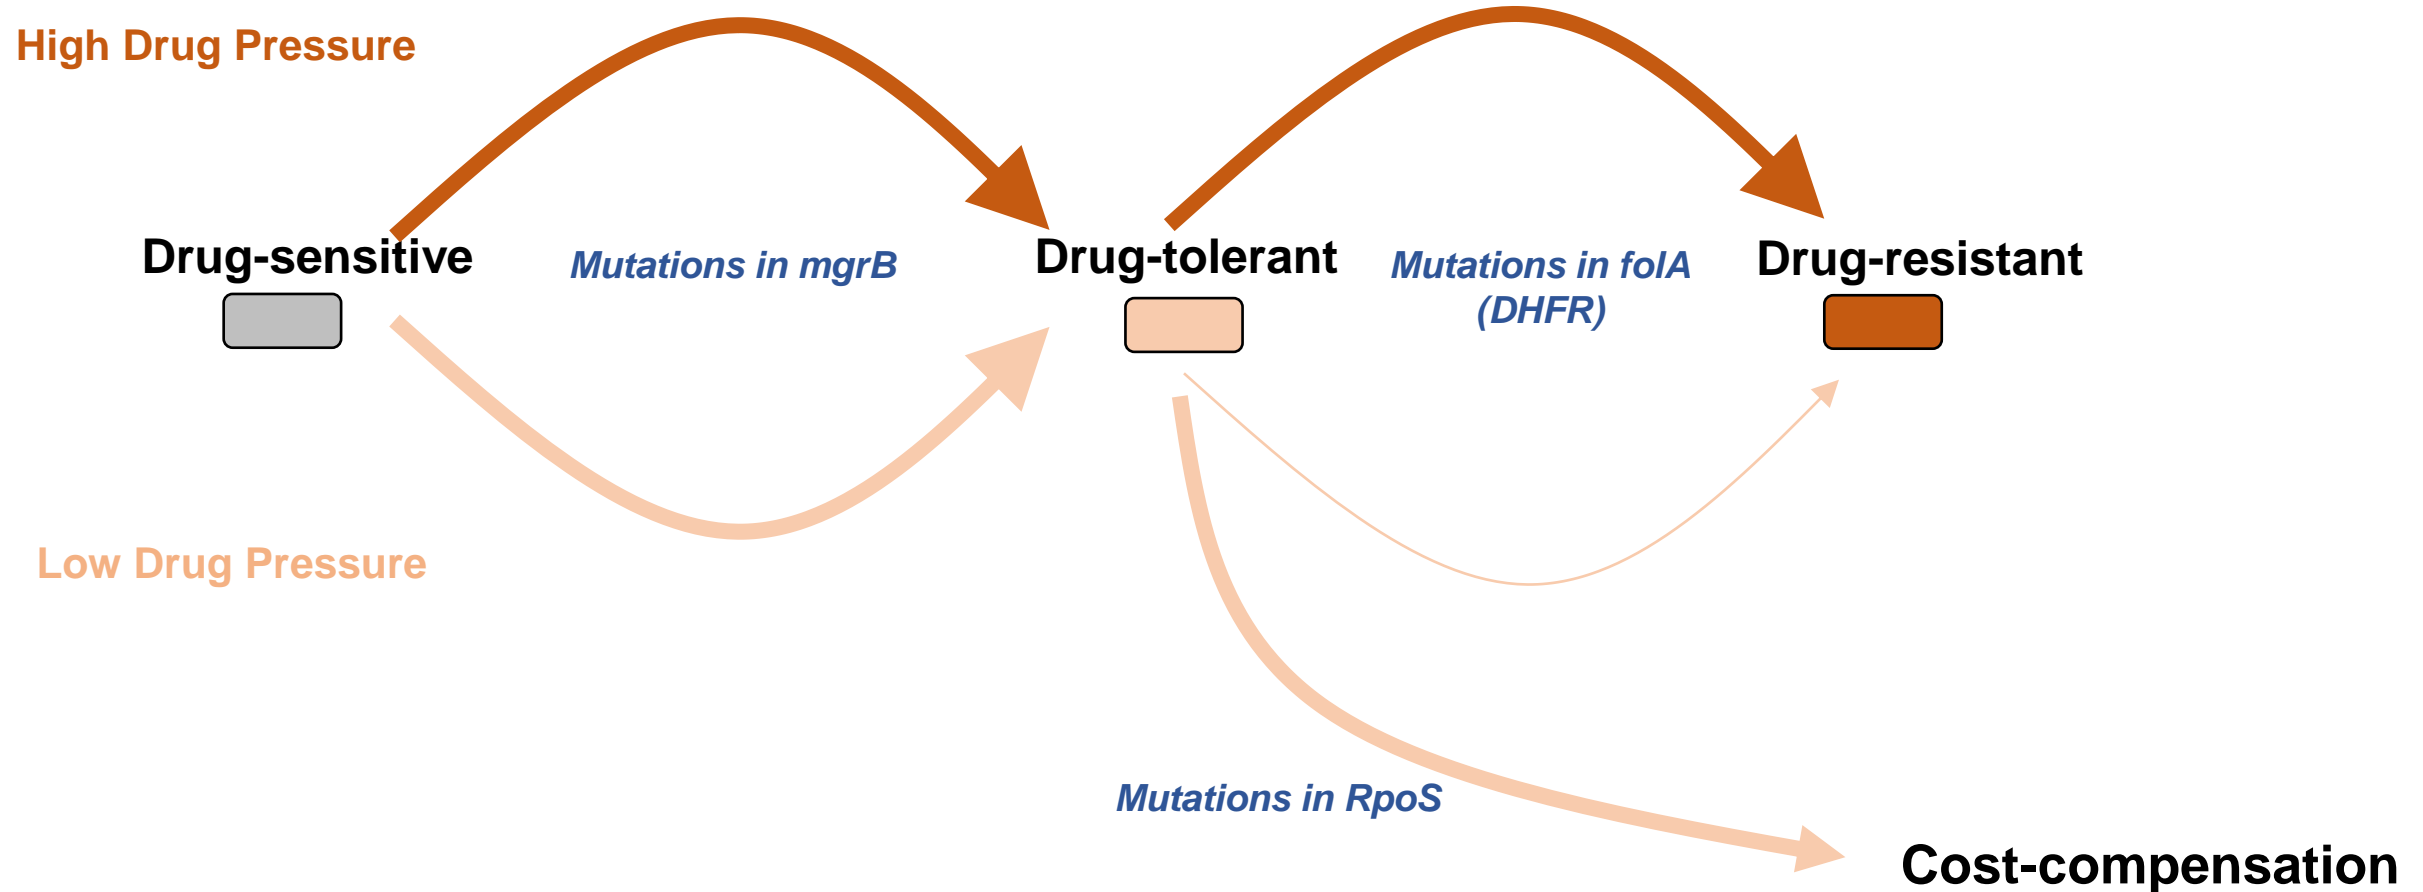 High Drug Pressure
Drug-sensitive
Mutations in mgrB
Drug-tolerant
Mutations in folA
(DHFR)
Drug-resistant
Low Drug Pressure
Mutations in RpoS
Cost-compensation